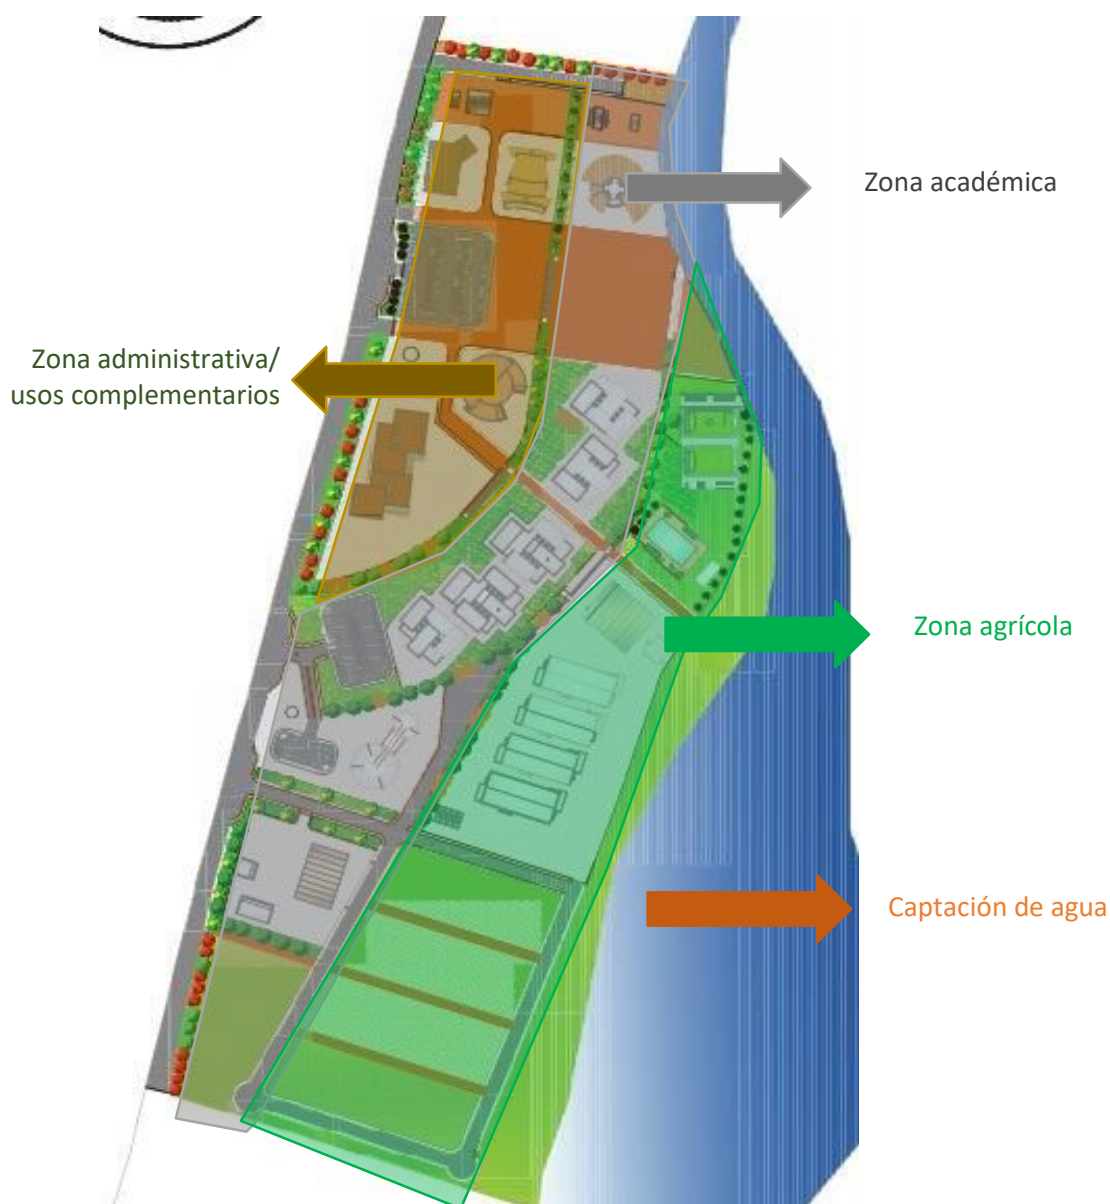 Zona académica
Zona administrativa/
usos complementarios
Zona agrícola
Captación de agua